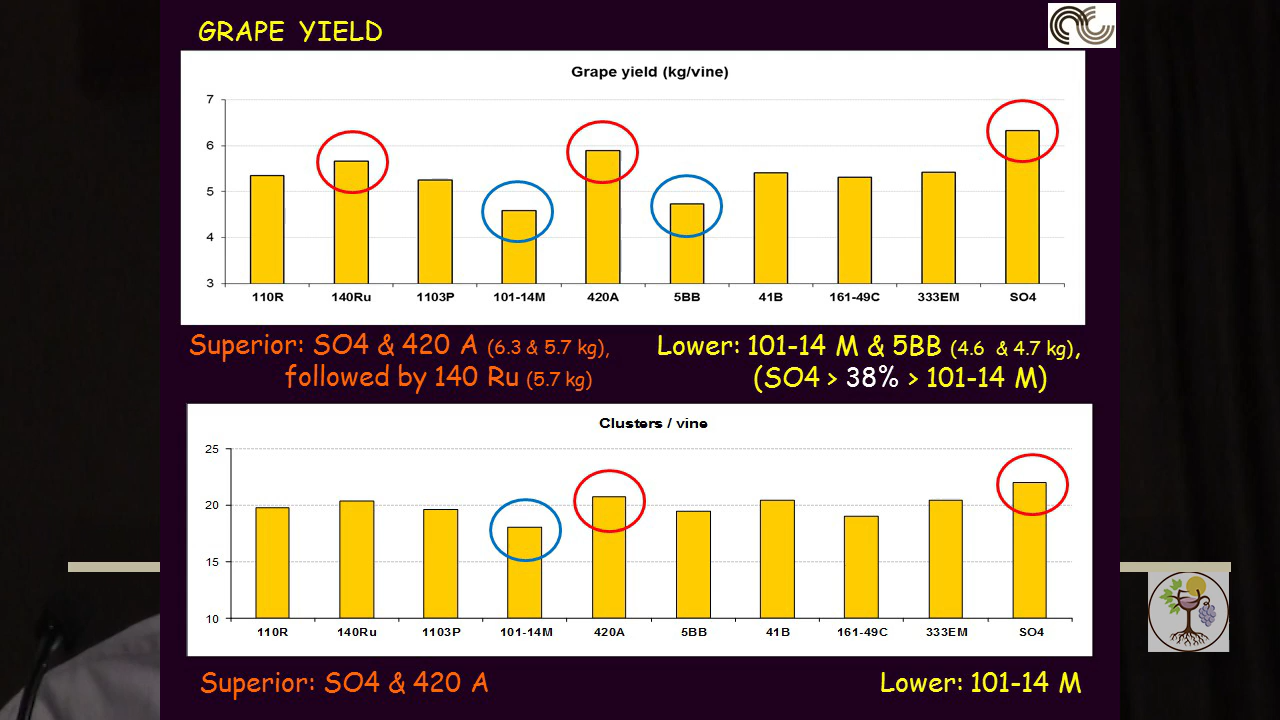 GRAPE YIELD
Grape yield (kg/vine)
7
6
5
4
3
110R 140Ru 1103P 101-14M 420A 5BB 41B 161-49C 333EM SO4
Superior: SO4 & 420 A (6.3 & 5.7 kg),
followed by 140 Ru (5.7 kg)
Lower: 101-14 M & 5BB (4.6 & 4.7 kg),
(SO4 > 38% > 101-14 M)
Clusters / vine
25
20
15
10
110R 140Ru 1103P 101-14M 420A 5BB 41B 161-49C 333EM SO4
Superior: SO4 & 420 A
Lower: 101-14 M